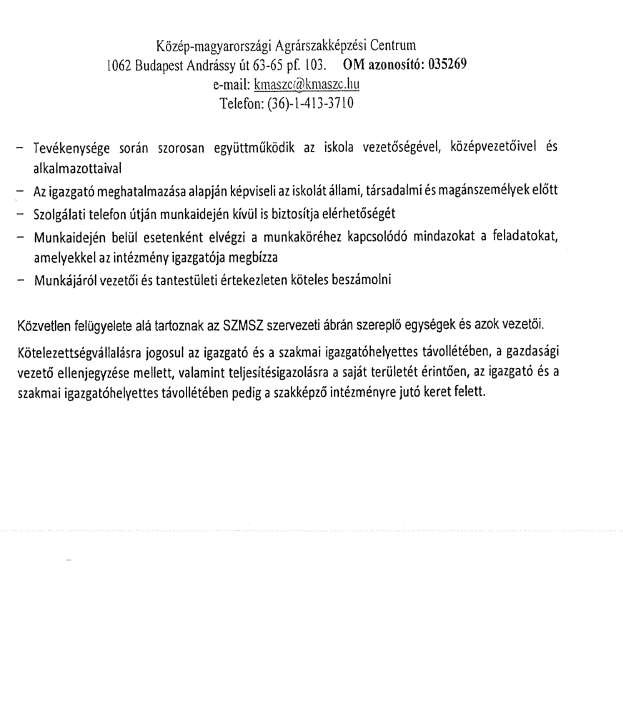 Közép-magyarországi Agrárszakképzési Centrum
1062 Budapest Andrássy út 63-65 pf. 103. OM azonosító: 035269
e-mail: kmaszc@kmaszc.hu
Telefon: (36)-1-413-3710
– Tevékenysége során szorosan együttműködik az iskola vezetőségével, középvezetőivel és
alkalmazottaival
– Az igazgató meghatalmazása alapján képviseli az iskolát állami, társadalmi és magánszemélyek előtt
– Szolgálati telefon útján munkaidején kívül is biztosítja elérhetőségét
– Munkaidején belül esetenként elvégzi a munkaköréhez kapcsolódó mindazokat a feladatokat,
amelyekkel az intézmény igazgatója megbízza
– Munkájáról vezetői és tantestületi értekezleten köteles beszámolni
Közvetlen felügyelete alá tartoznak az SZMSZ szervezeti ábrán szereplő egységek és azok vezetői.
Kötelezettségvállalásra jogosul az igazgató és a szakmai igazgatóhelyettes távollétében, a gazdasági
vezető ellenjegyzése mellett, valamint teljesítésigazolásra a saját területét érintően, az igazgató és a
szakmai igazgatóhelyettes távollétében pedig a szakképző intézményre jutó keret felett.